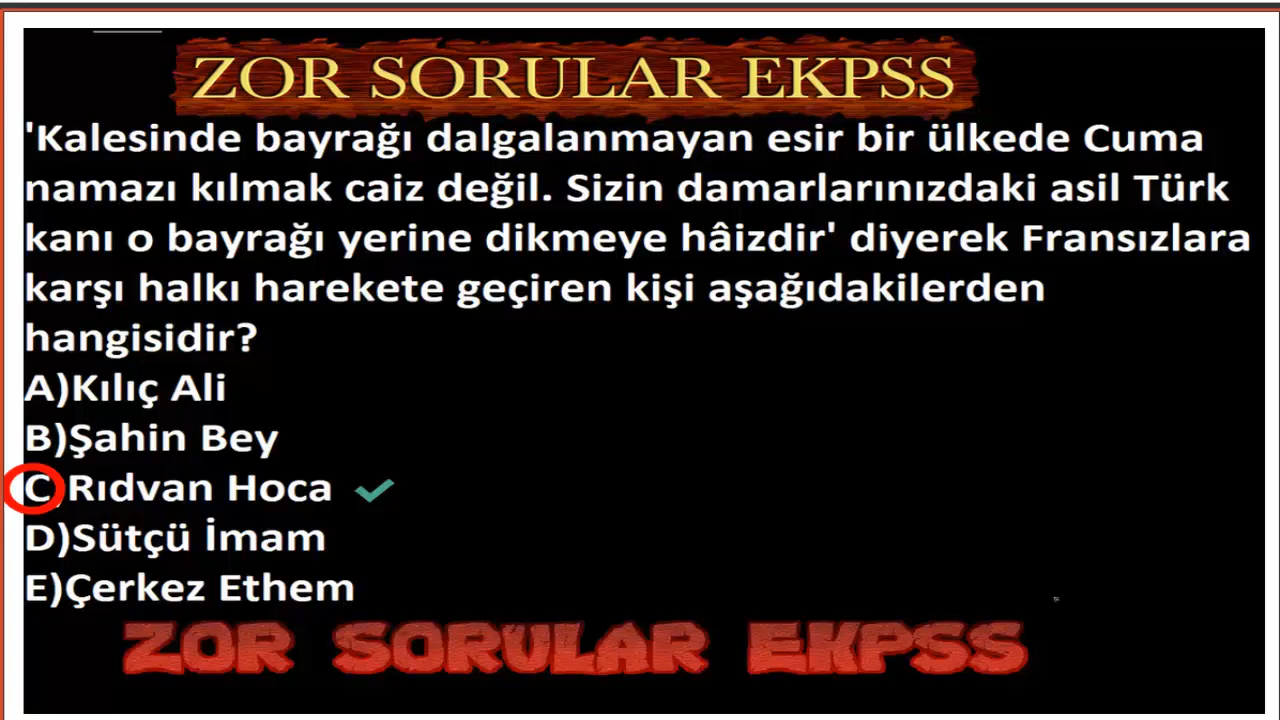 ZOR SORULAR EKPSS
'Kalesinde bayrağı dalgalanmayan esir bir ülkede Cuma
namazı kılmak caiz değil. Sizin damarlarınızdaki asil Türk
kanı o bayrağı yerine dikmeye hâizdir' diyerek Fransızlara
karşı halkı harekete geçiren kişi aşağıdakilerden
hangisidir?
A)Kılıç Ali
B)Şahin Bey
C)Rıdvan Hoca
D)Sütçü İmam
E)Çerkez Ethem
ZOR SORULAR EKPSS